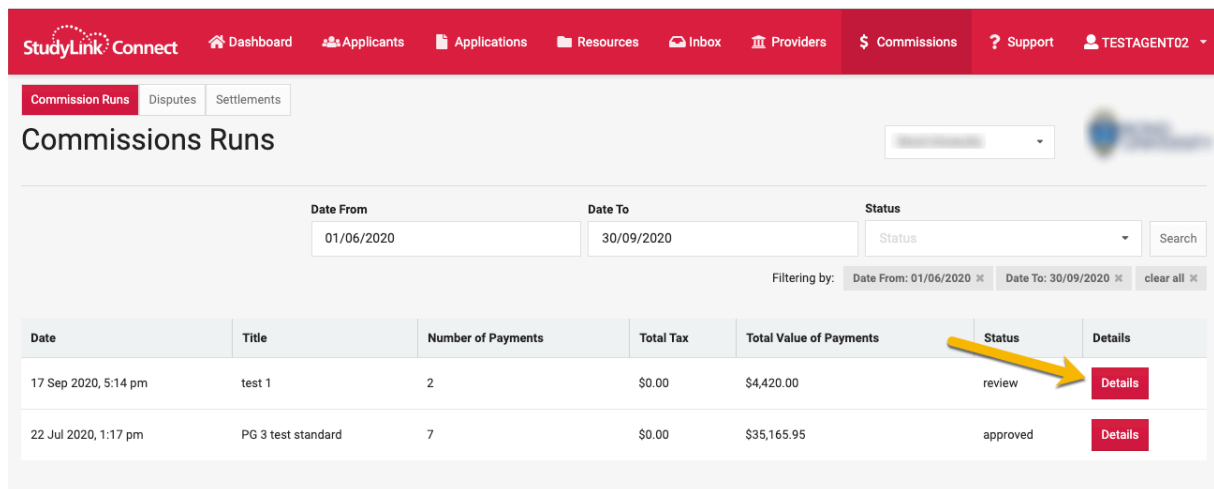 StudyLink Connect Dashboard Applicants Applications Resources Inbox Providers $ Commissions ? Support TESTAGENT02
Commission Runs Disputes Settlements
Commissions Runs
Date From Date To Status
01/06/2020 30/09/2020 Status Search
Filtering by: Date From: 01/06/2020 × Date To: 30/09/2020 × clear all ×
Date Title Number of Payments Total Tax Total Value of Payments Status Details
17 Sep 2020, 5:14 pm test 1 2 $0.00 $4,420.00 review Details
22 Jul 2020, 1:17 pm PG 3 test standard 7 $0.00 $35,165.95 approved Details